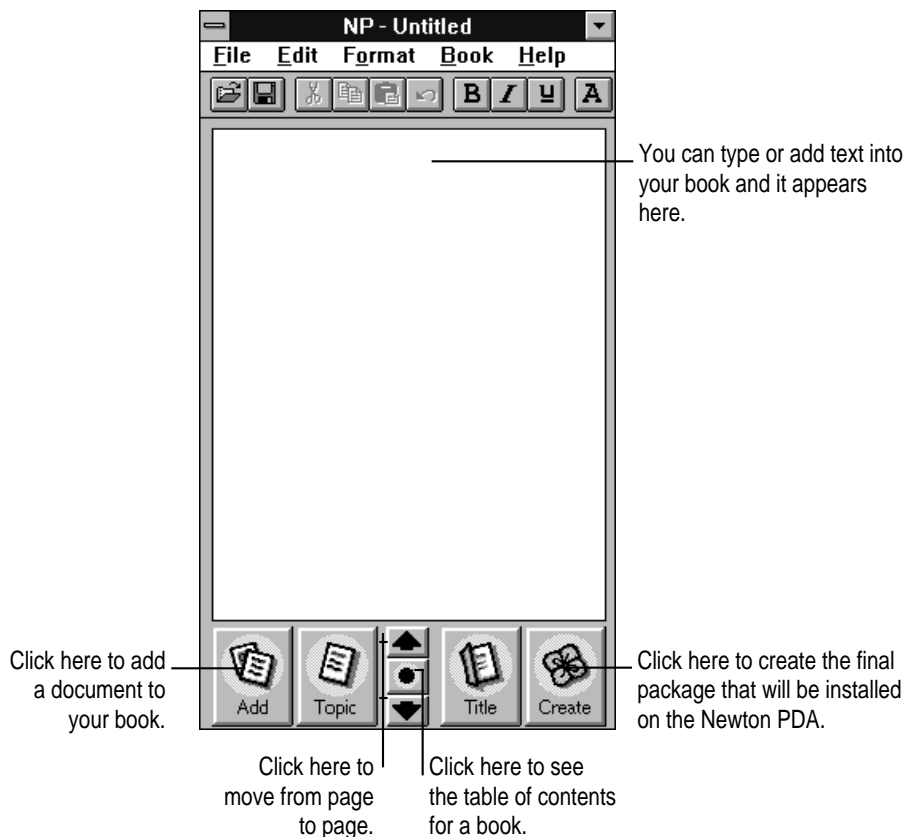 NP - Untitled
File Edit Format Book Help
B I U A
You can type or add text into
your book and it appears
here.
Click here to add
a document to
your book.
Add Topic Title Create
Click here to create the final
package that will be installed
on the Newton PDA.
Click here to
move from page
to page.
Click here to see
the table of contents
for a book.